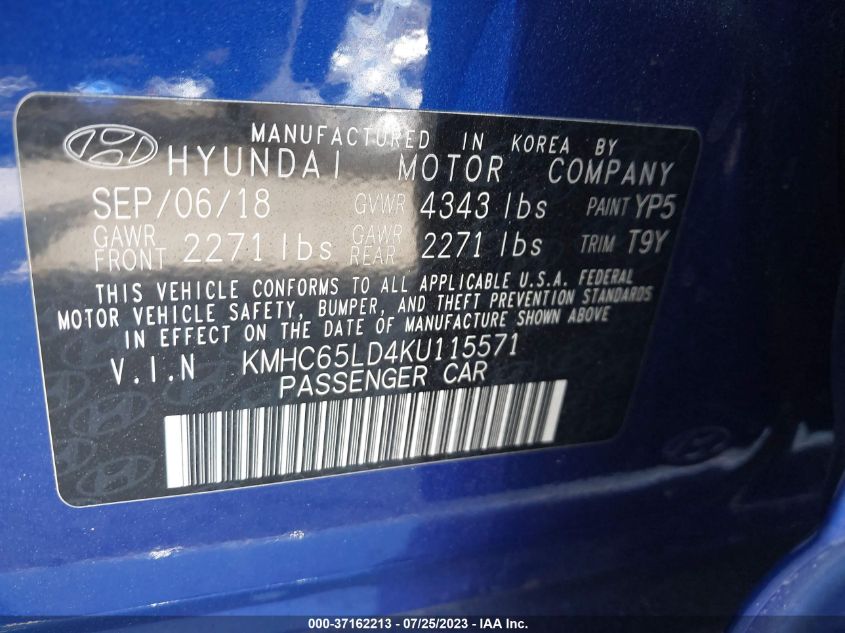 MANUFACTURED IN KOREA BY
HYUNDAI MOTOR COMPANY
SEP/06/18 GVWR 4343 lbs PAINT YP5
GAWR FRONT 2271 lbs GAWR REAR 2271 lbs TRIM T9Y
THIS VEHICLE CONFORMS TO ALL APPLICABLE U.S.A. FEDERAL
MOTOR VEHICLE SAFETY, BUMPER, AND THEFT PREVENTION STANDARDS
IN EFFECT ON THE DATE OF MANUFACTURE SHOWN ABOVE
V.I.N KMHC65LD4KU115571
PASSENGER CAR
000-37162213 - 07/25/2023 - IAA Inc.